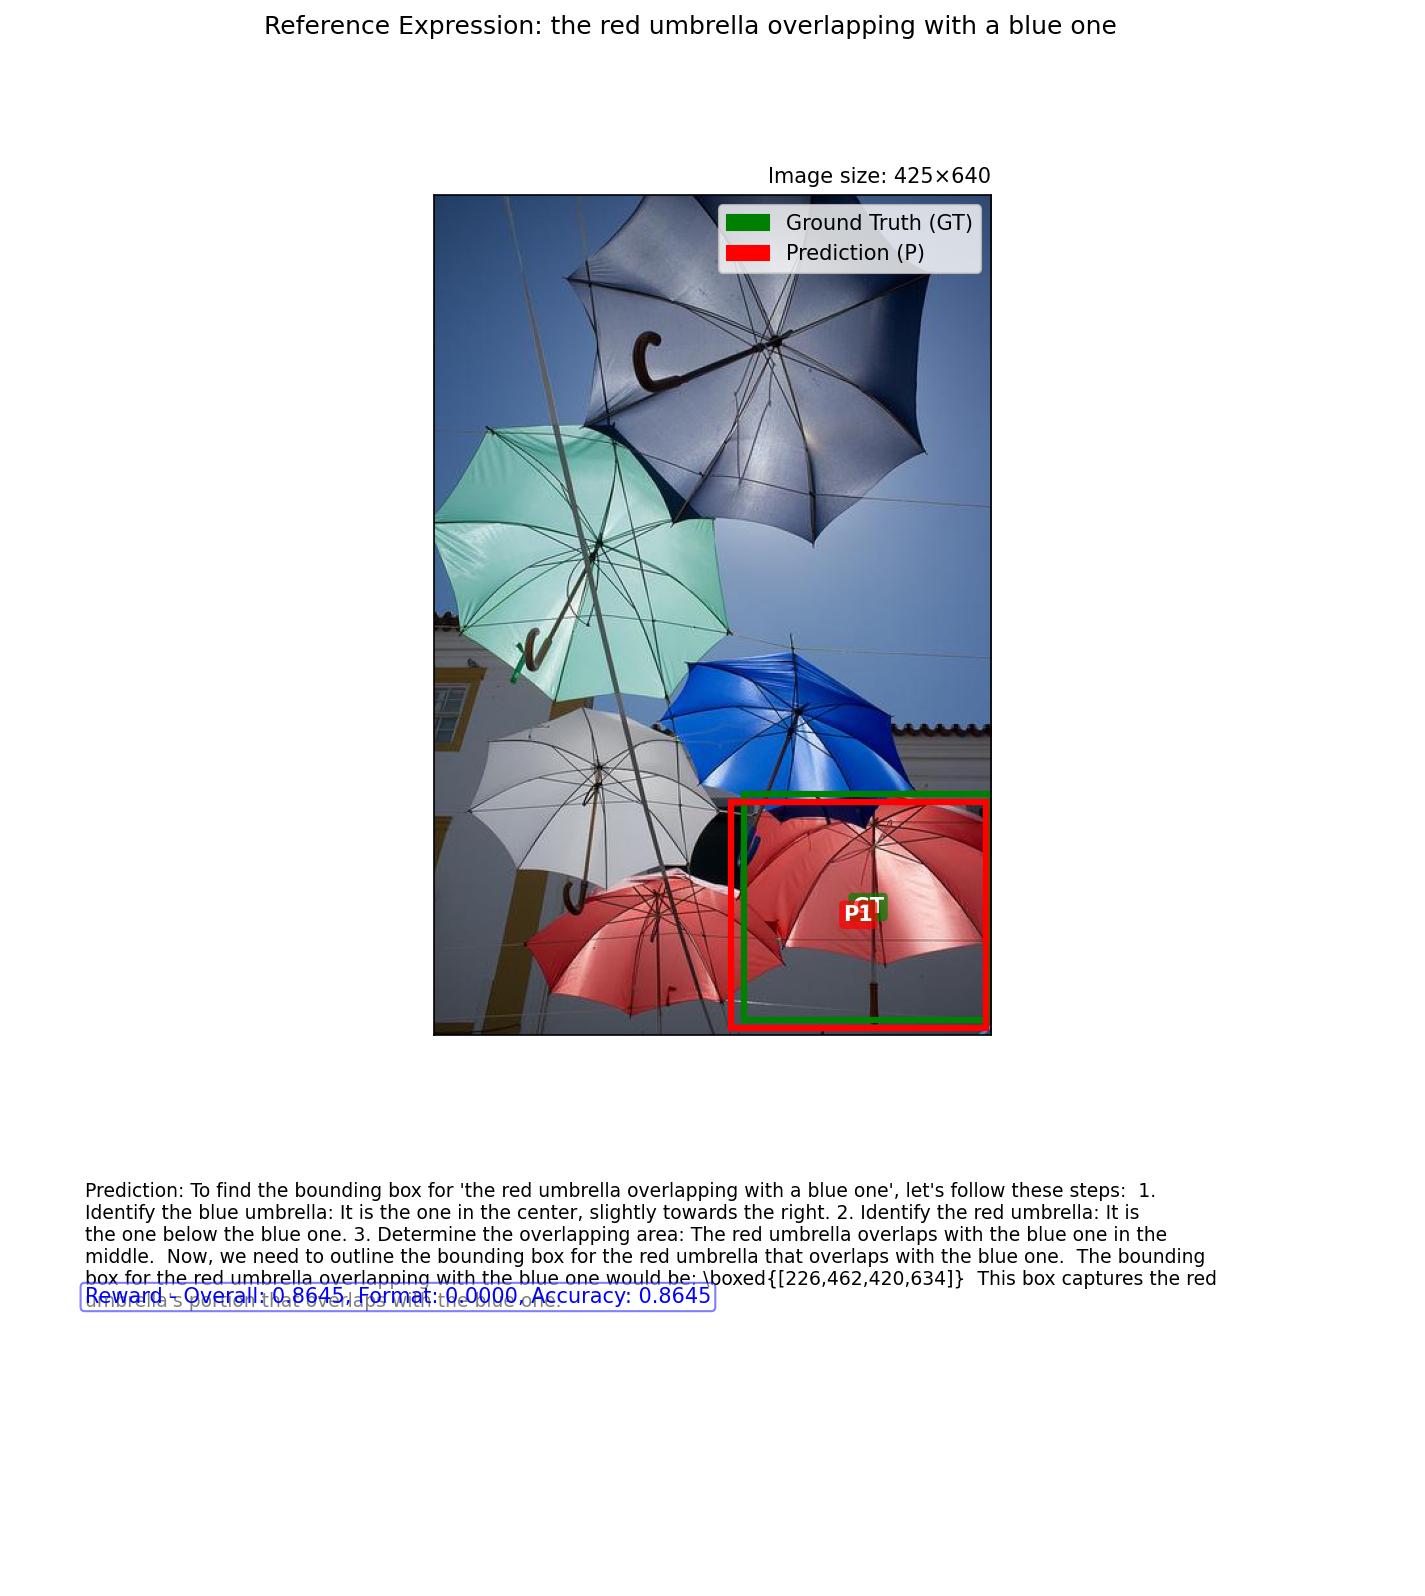 Reference Expression: the red umbrella overlapping with a blue one
Image size: 425×640
Ground Truth (GT)
Prediction (P)
GT
P1
Prediction: To find the bounding box for 'the red umbrella overlapping with a blue one', let's follow these steps:  1.
Identify the blue umbrella: It is the one in the center, slightly towards the right. 2. Identify the red umbrella: It is
the one below the blue one. 3. Determine the overlapping area: The red umbrella overlaps with the blue one in the
middle.  Now, we need to outline the bounding box for the red umbrella that overlaps with the blue one.  The bounding
box for the red umbrella overlapping with the blue one would be: \boxed{[226,462,420,634]}  This box captures the red
umbrella's portion that overlaps with the blue one.
Reward - Overall: 0.8645, Format: 0.0000, Accuracy: 0.8645